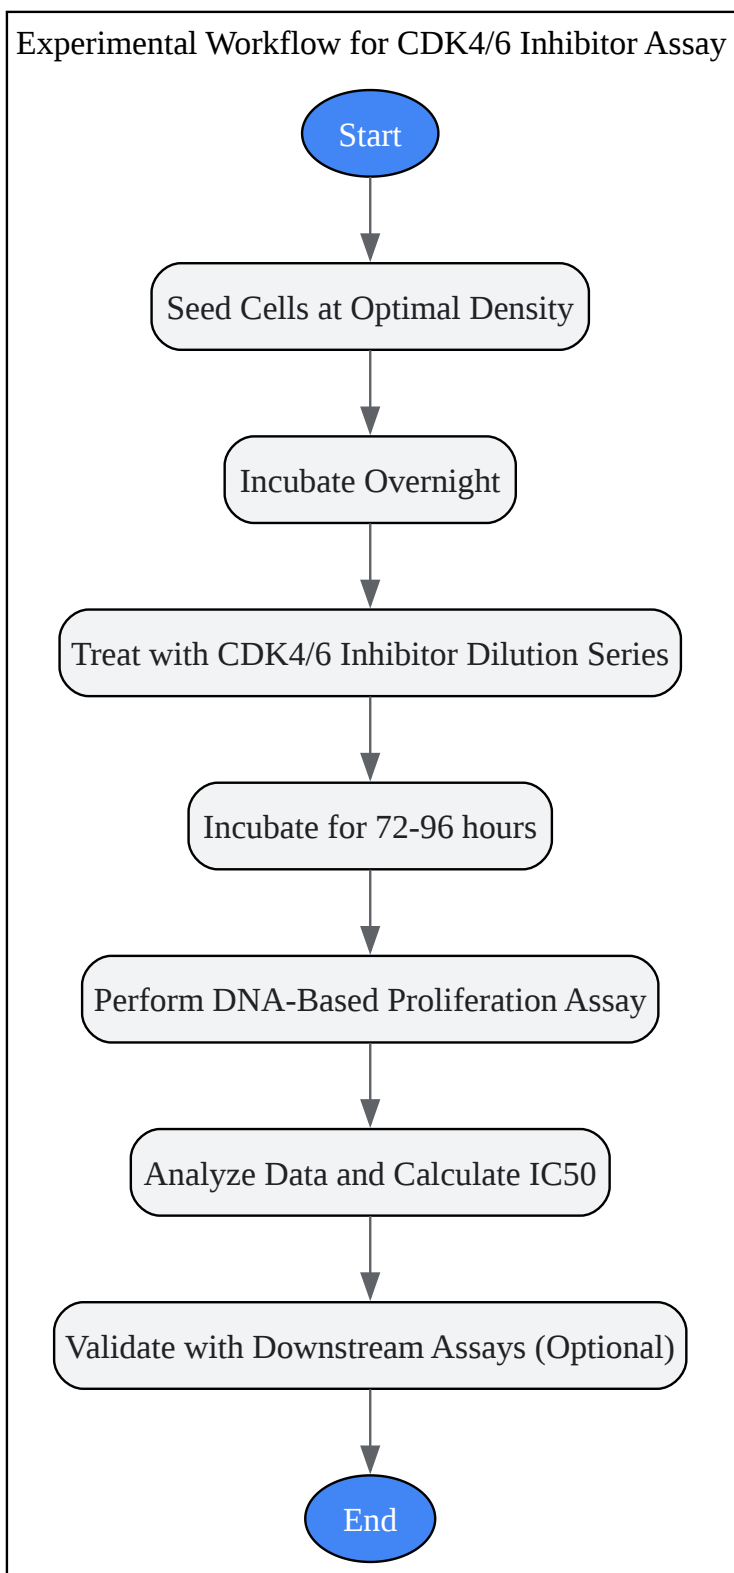 Experimental Workflow for CDK4/6 Inhibitor Assay
Start
Seed Cells at Optimal Density
Incubate Overnight
Treat with CDK4/6 Inhibitor Dilution Series
Incubate for 72-96 hours
Perform DNA-Based Proliferation Assay
Analyze Data and Calculate IC50
Validate with Downstream Assays (Optional)
End